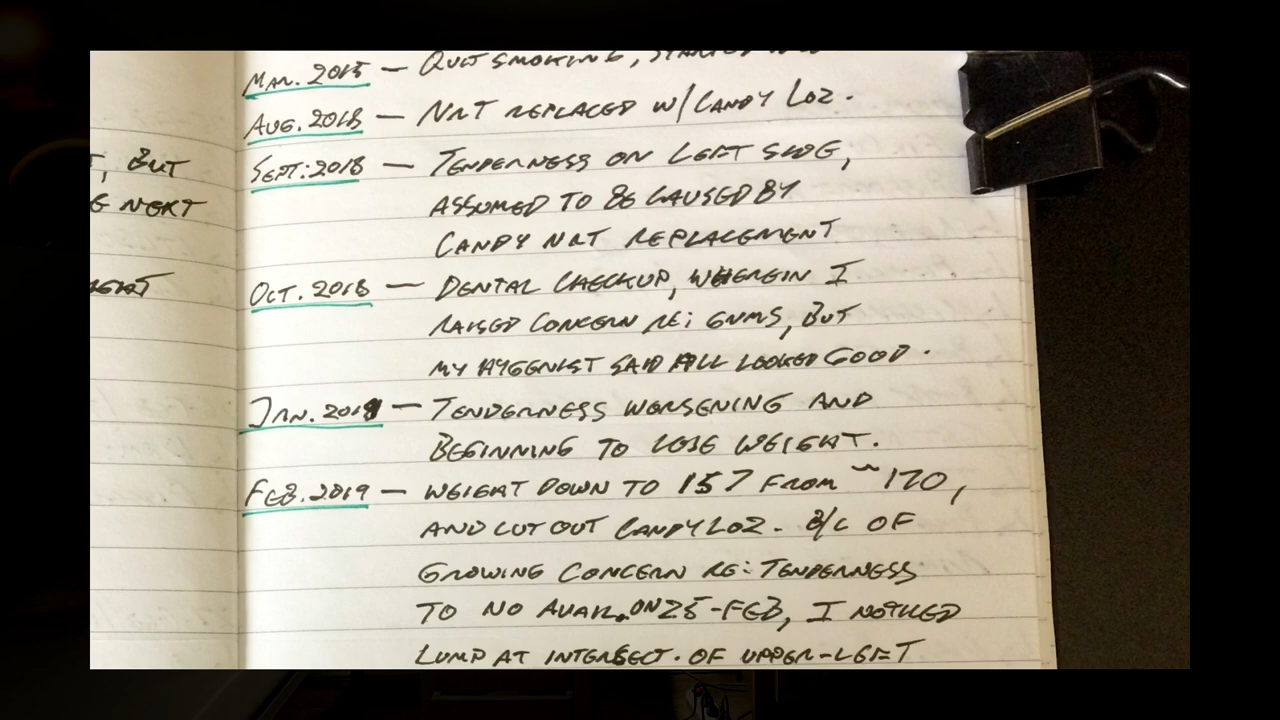 T, BUT
G NEXT
MAR. 2015 — QUIT SMOKING, STARTED
AUG. 2018 — NRT REPLACED W/CANDY LOZ.
SEPT. 2018 — TENDERNESS ON LEFT SIDE,
ASSUMED TO BE CAUSED BY
CANDY NRT REPLACEMENT
OCT. 2018 — DENTAL CHECKUP, WHEREIN I
RAISED CONCERN RE: GUMS, BUT
MY HYGENIST SAID ALL LOOKED GOOD.
JAN. 2019 — TENDERNESS WORSENING AND
BEGINNING TO LOSE WEIGHT.
FEB. 2019 — WEIGHT DOWN TO 157 FROM ~170,
AND CUT OUT CANDY LOZ. B/C OF
GROWING CONCERN RE: TENDERNESS
TO NO AVAIL. ON 25-FEB, I NOTICED
LUMP AT INTERSECT. OF UPPER-LEFT